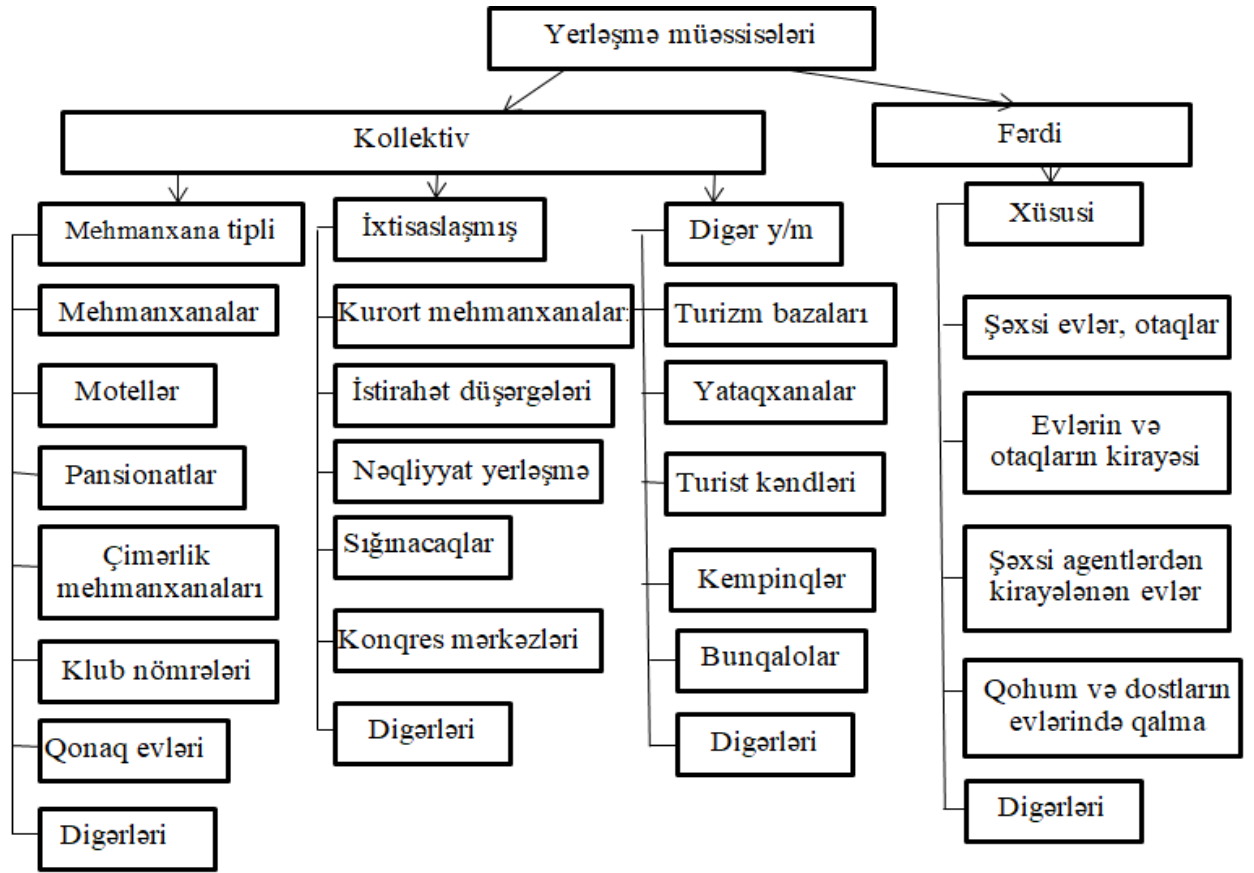 Yerləşmə müəssisələri
Kollektiv
Fərdi
Mehmanxana tipli
Mehmanxanalar
Motellər
Pansionatlar
Çimərlik
mehmanxanaları
Klub nömrələri
Qonaq evləri
Digərləri
İxtisaslaşmış
Kurort mehmanxanaları
İstirahət düşərgələri
Nəqliyyat yerləşmə
Sığınacaqlar
Konqres mərkəzləri
Digərləri
Digər y/m
Turizm bazaları
Yataqxanalar
Turist kəndləri
Kempinqlər
Bunqalolar
Digərləri
Xüsusi
Şəxsi evlər, otaqlar
Evlərin və
otaqların kirayəsi
Şəxsi agentlərdən
kirayələnən evlər
Qohum və dostların
evlərində qalma
Digərləri